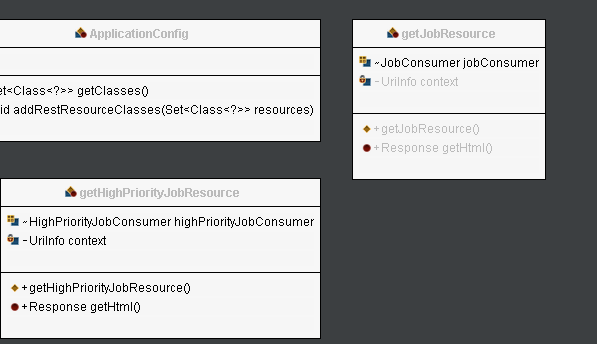 ApplicationConfig
et<Class<?>> getClasses()
id addRestResourceClasses(Set<Class<?>> resources)
getJobResource
~JobConsumer jobConsumer
-UriInfo context
+getJobResource()
+Response getHtml()
getHighPriorityJobResource
~HighPriorityJobConsumer highPriorityJobConsumer
-UriInfo context
+getHighPriorityJobResource()
+Response getHtml()